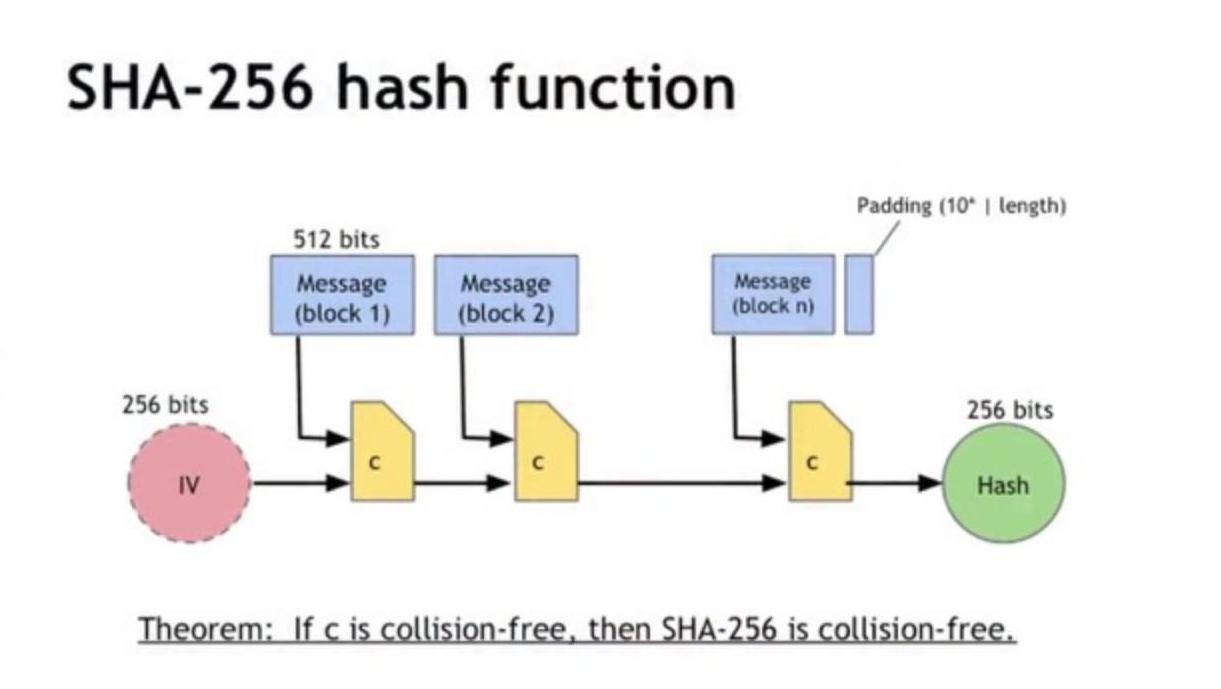 SHA-256 hash function
Padding (10* | length)
512 bits
Message
(block 1)
Message
(block 2)
Message
(block n)
256 bits
256 bits
IV
c
c
c
Hash
Theorem: If c is collision-free, then SHA-256 is collision-free.